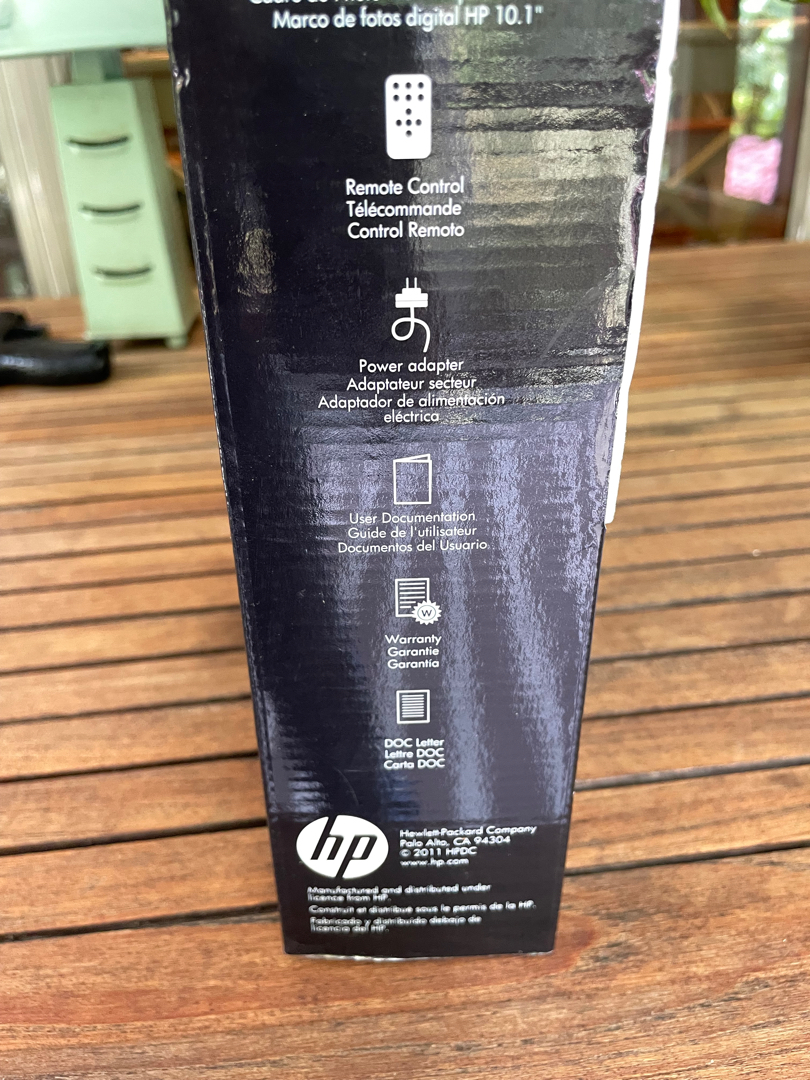 Marco de fotos digital HP 10.1"
Remote Control
Télécommande
Control Remoto
Power adapter
Adaptateur secteur
Adaptador de alimentación
eléctrica
User Documentation
Guide de l'utilisateur
Documentos del Usuario
W
Warranty
Garantie
Garantía
DOC Letter
Lettre DOC
Carta DOC
hp
Hewlett-Packard Company
Palo Alto, CA 94304
© 2011 HPDC
www.hp.com
Manufactured and distributed under
licence from HP.
Construit et distribué sous le permis de la HP.
Fabricado y distribuido debajo de
licencia del HP.